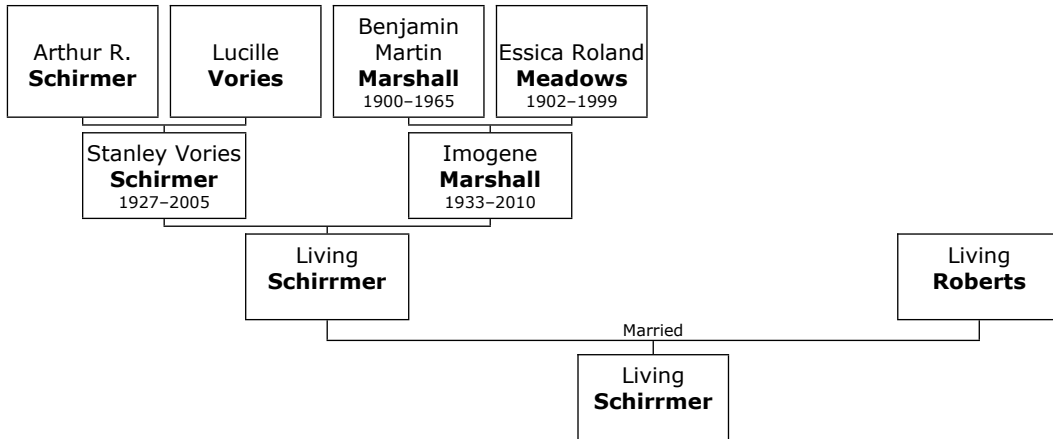 Arthur R.
Schirmer
Lucille
Vories
Benjamin
Martin
Marshall
1900–1965
Essica Roland
Meadows
1902–1999
Stanley Vories
Schirmer
1927–2005
Imogene
Marshall
1933–2010
Living
Schirrmer
Living
Roberts
Married
Living
Schirrmer